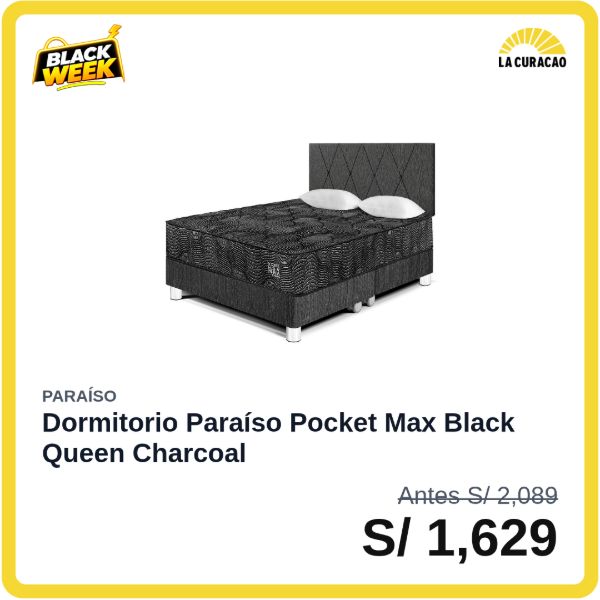 BLACK
WEEK
LA CURACAO
PARAÍSO
Dormitorio Paraíso Pocket Max Black
Queen Charcoal
Antes S/ 2,089
S/ 1,629